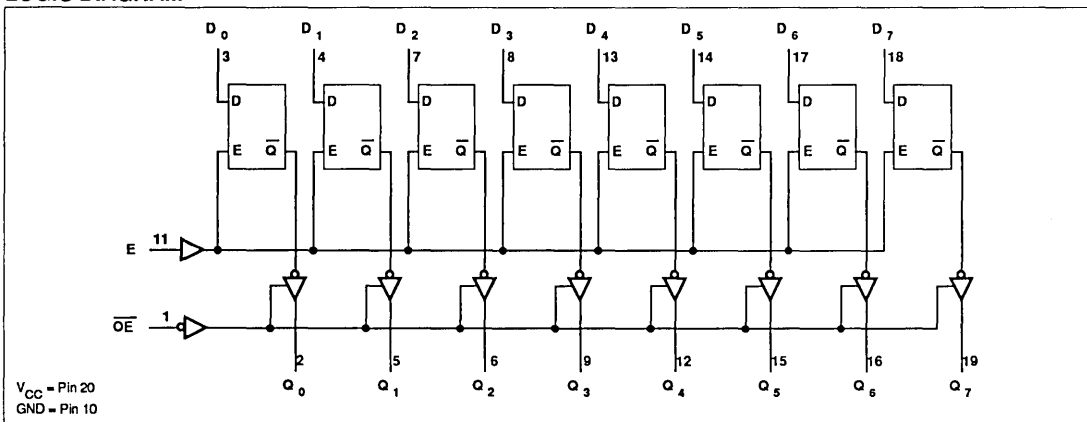 LOGIC DIAGRAM
D0 D1 D2 D3 D4 D5 D6 D7
3 4 7 8 13 14 17 18
D D D D D D D D
E Q̅ E Q̅ E Q̅ E Q̅ E Q̅ E Q̅ E Q̅ E Q̅
E 11
O̅E̅ 1
2 5 6 9 12 15 16 19
Q0 Q1 Q2 Q3 Q4 Q5 Q6 Q7
VCC = Pin 20
GND = Pin 10